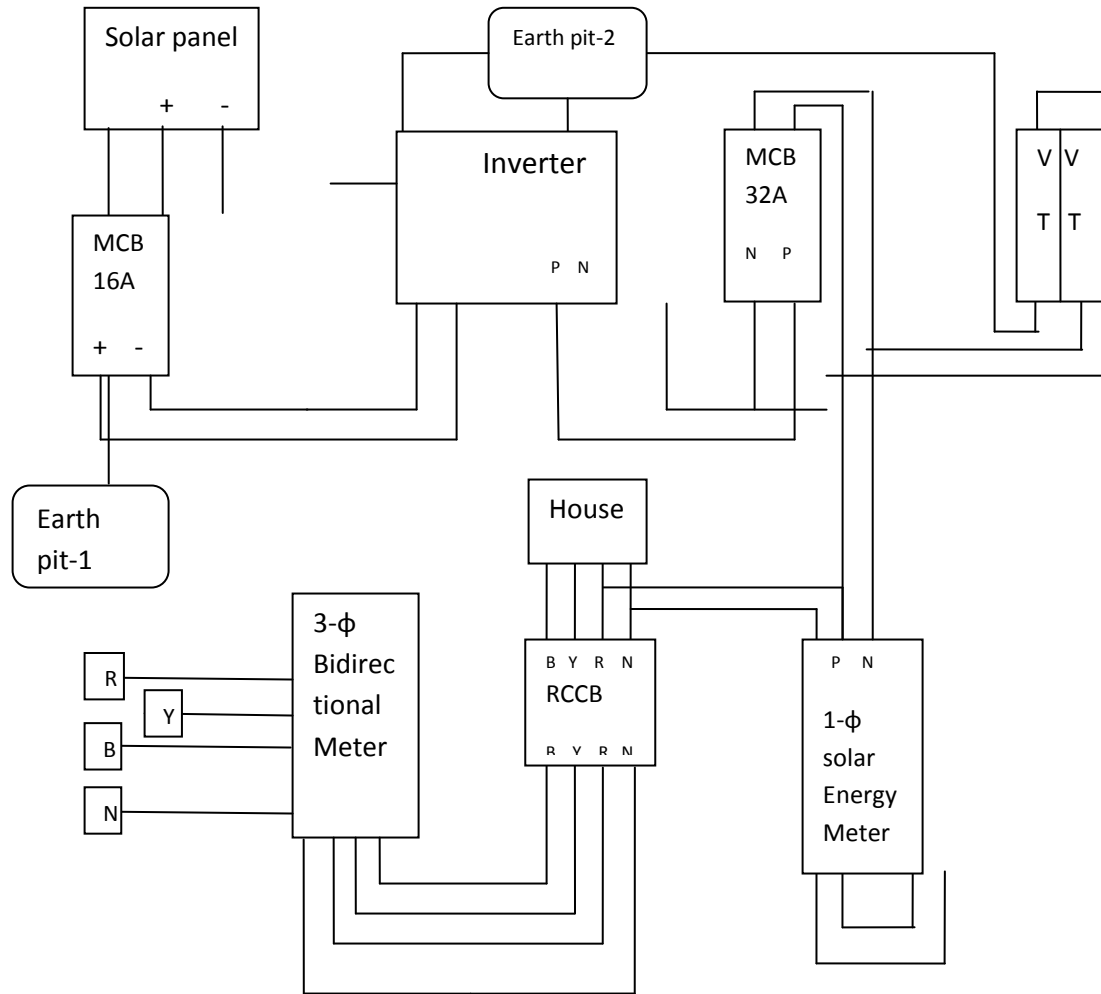 Solar panel
+ -
Earth pit-2
Inverter
P N
MCB
32A
N P
V V
T T
MCB
16A
+ -
Earth
pit-1
House
3-ϕ
Bidirec
tional
Meter
R
Y
B
N
B Y R N
RCCB
B Y R N
P N
1-ϕ
solar
Energy
Meter